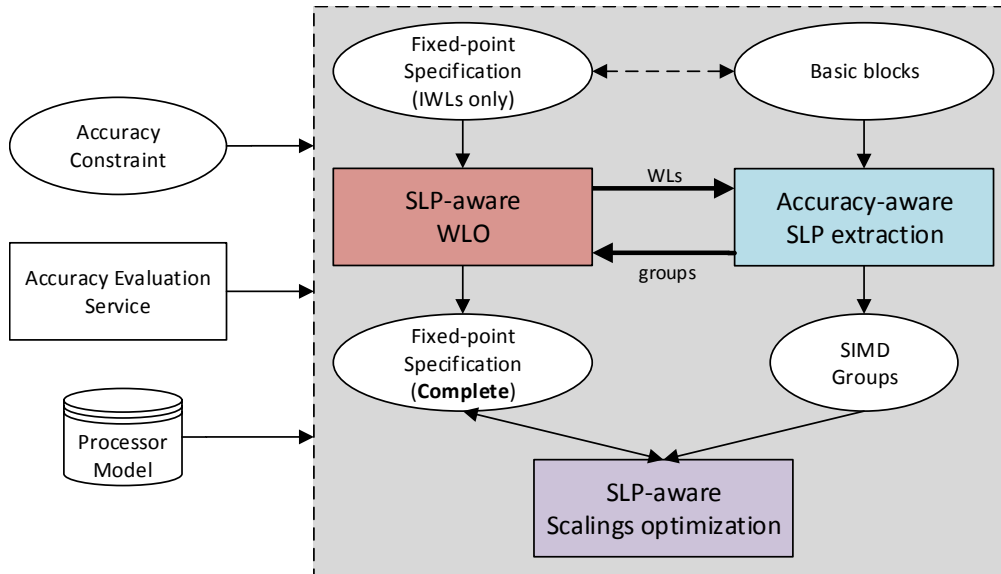 Fixed-point
Specification
(IWLs only)
Basic blocks
Accuracy
Constraint
SLP-aware
WLO
WLs
Accuracy-aware
SLP extraction
groups
Accuracy Evaluation
Service
Fixed-point
Specification
(Complete)
SIMD
Groups
Processor
Model
SLP-aware
Scalings optimization